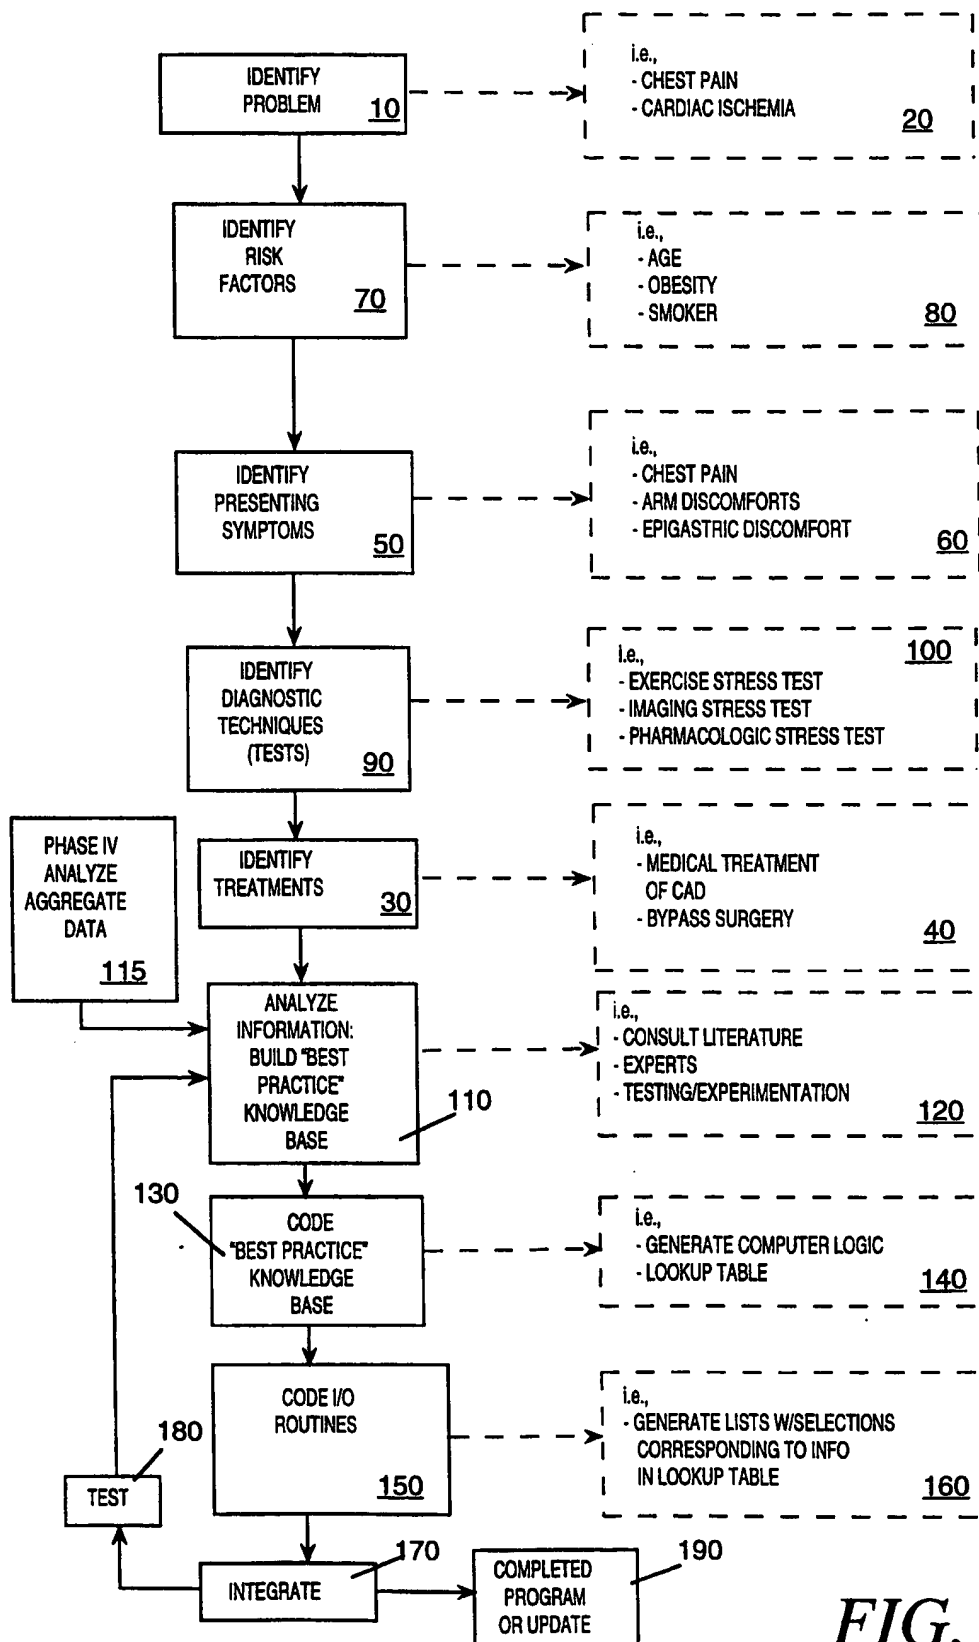 IDENTIFY
PROBLEM
10
i.e.,
- CHEST PAIN
- CARDIAC ISCHEMIA
20
IDENTIFY
RISK
FACTORS
70
i.e.,
- AGE
- OBESITY
- SMOKER
80
IDENTIFY
PRESENTING
SYMPTOMS
50
i.e.,
- CHEST PAIN
- ARM DISCOMFORTS
- EPIGASTRIC DISCOMFORT
60
IDENTIFY
DIAGNOSTIC
TECHNIQUES
(TESTS)
90
100
i.e.,
- EXERCISE STRESS TEST
- IMAGING STRESS TEST
- PHARMACOLOGIC STRESS TEST
PHASE IV
ANALYZE
AGGREGATE
DATA
115
IDENTIFY
TREATMENTS
30
i.e.,
- MEDICAL TREATMENT
OF CAD
- BYPASS SURGERY
40
ANALYZE
INFORMATION:
BUILD "BEST
PRACTICE"
KNOWLEDGE
BASE
110
i.e.,
- CONSULT LITERATURE
- EXPERTS
- TESTING/EXPERIMENTATION
120
130
CODE
"BEST PRACTICE"
KNOWLEDGE
BASE
i.e.,
- GENERATE COMPUTER LOGIC
- LOOKUP TABLE
140
CODE I/O
ROUTINES
150
i.e.,
- GENERATE LISTS W/SELECTIONS
CORRESPONDING TO INFO
IN LOOKUP TABLE
160
180
TEST
170
INTEGRATE
190
COMPLETED
PROGRAM
OR UPDATE
FIG.